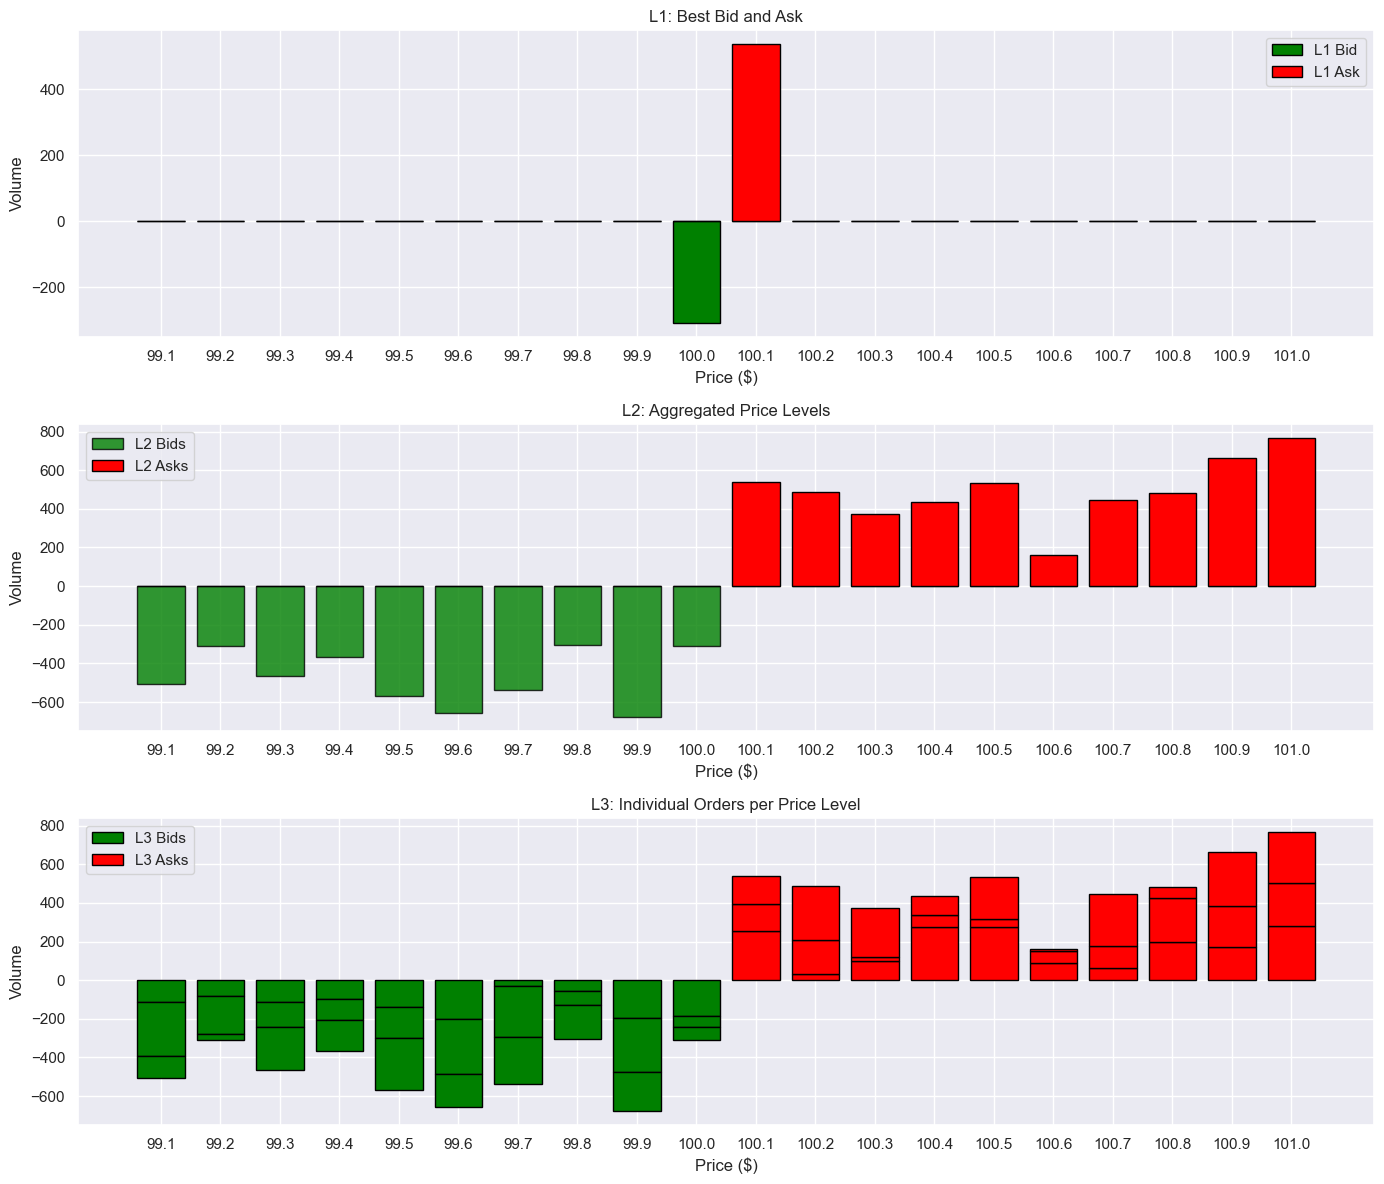 L1: Best Bid and Ask
L1 Bid
L1 Ask
400
200
0
−200
Volume
99.1 99.2 99.3 99.4 99.5 99.6 99.7 99.8 99.9 100.0 100.1 100.2 100.3 100.4 100.5 100.6 100.7 100.8 100.9 101.0
Price ($)
L2: Aggregated Price Levels
L2 Bids
L2 Asks
800
600
400
200
0
−200
−400
−600
Volume
99.1 99.2 99.3 99.4 99.5 99.6 99.7 99.8 99.9 100.0 100.1 100.2 100.3 100.4 100.5 100.6 100.7 100.8 100.9 101.0
Price ($)
L3: Individual Orders per Price Level
L3 Bids
L3 Asks
800
600
400
200
0
−200
−400
−600
Volume
99.1 99.2 99.3 99.4 99.5 99.6 99.7 99.8 99.9 100.0 100.1 100.2 100.3 100.4 100.5 100.6 100.7 100.8 100.9 101.0
Price ($)